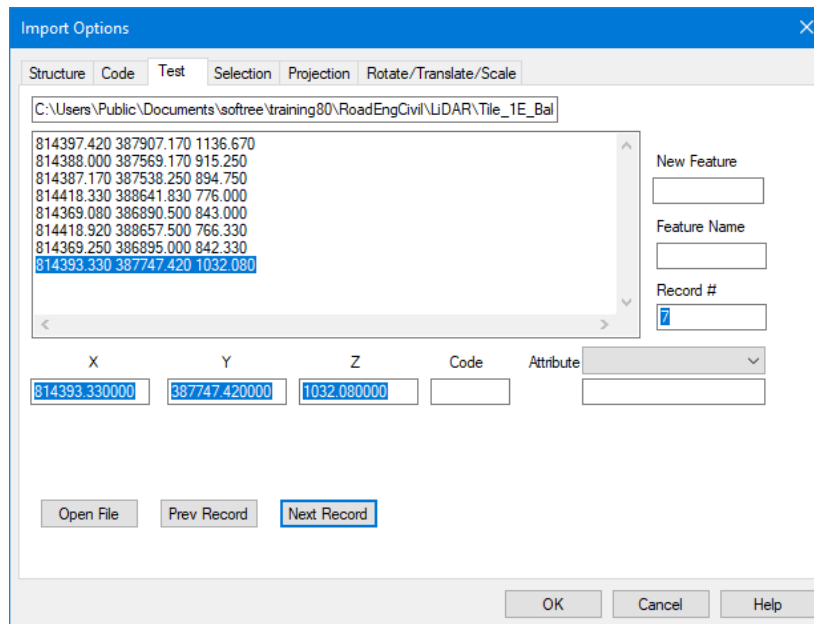 Import Options
Structure Code Test Selection Projection Rotate/Translate/Scale
C:\Users\Public\Documents\softree\training80\RoadEngCivil\LiDAR\Tile_1E_Bal
814397.420 387907.170 1136.670
814388.000 387569.170 915.250
814387.170 387538.250 894.750
814418.330 388641.830 776.000
814369.080 386890.500 843.000
814418.920 388657.500 766.330
814369.250 386895.000 842.330
814393.330 387747.420 1032.080
New Feature
Feature Name
Record #
7
X Y Z Code Attribute
814393.330000 387747.420000 1032.080000
Open File Prev Record Next Record
OK Cancel Help